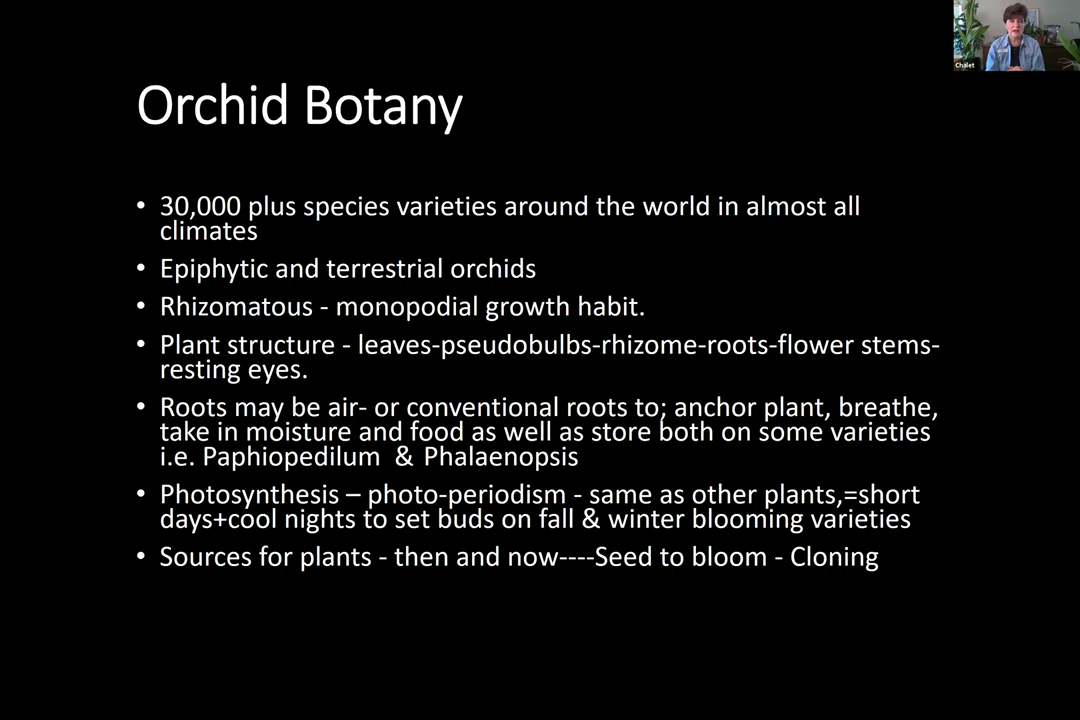 Chalet
Orchid Botany
• 30,000 plus species varieties around the world in almost all
climates
• Epiphytic and terrestrial orchids
• Rhizomatous - monopodial growth habit.
• Plant structure - leaves-pseudobulbs-rhizome-roots-flower stems-
resting eyes.
• Roots may be air- or conventional roots to; anchor plant, breathe,
take in moisture and food as well as store both on some varieties
i.e. Paphiopedilum & Phalaenopsis
• Photosynthesis – photo-periodism - same as other plants,=short
days+cool nights to set buds on fall & winter blooming varieties
• Sources for plants - then and now----Seed to bloom - Cloning